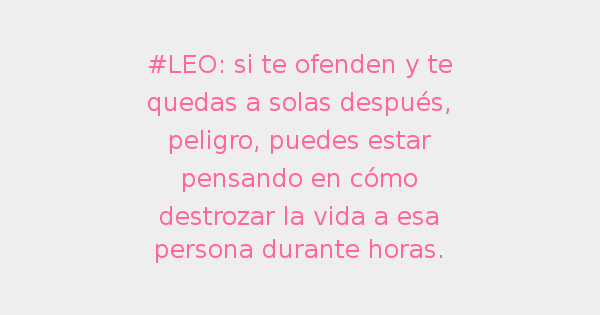 #LEO: si te ofenden y te
quedas a solas después,
peligro, puedes estar
pensando en cómo
destrozar la vida a esa
persona durante horas.